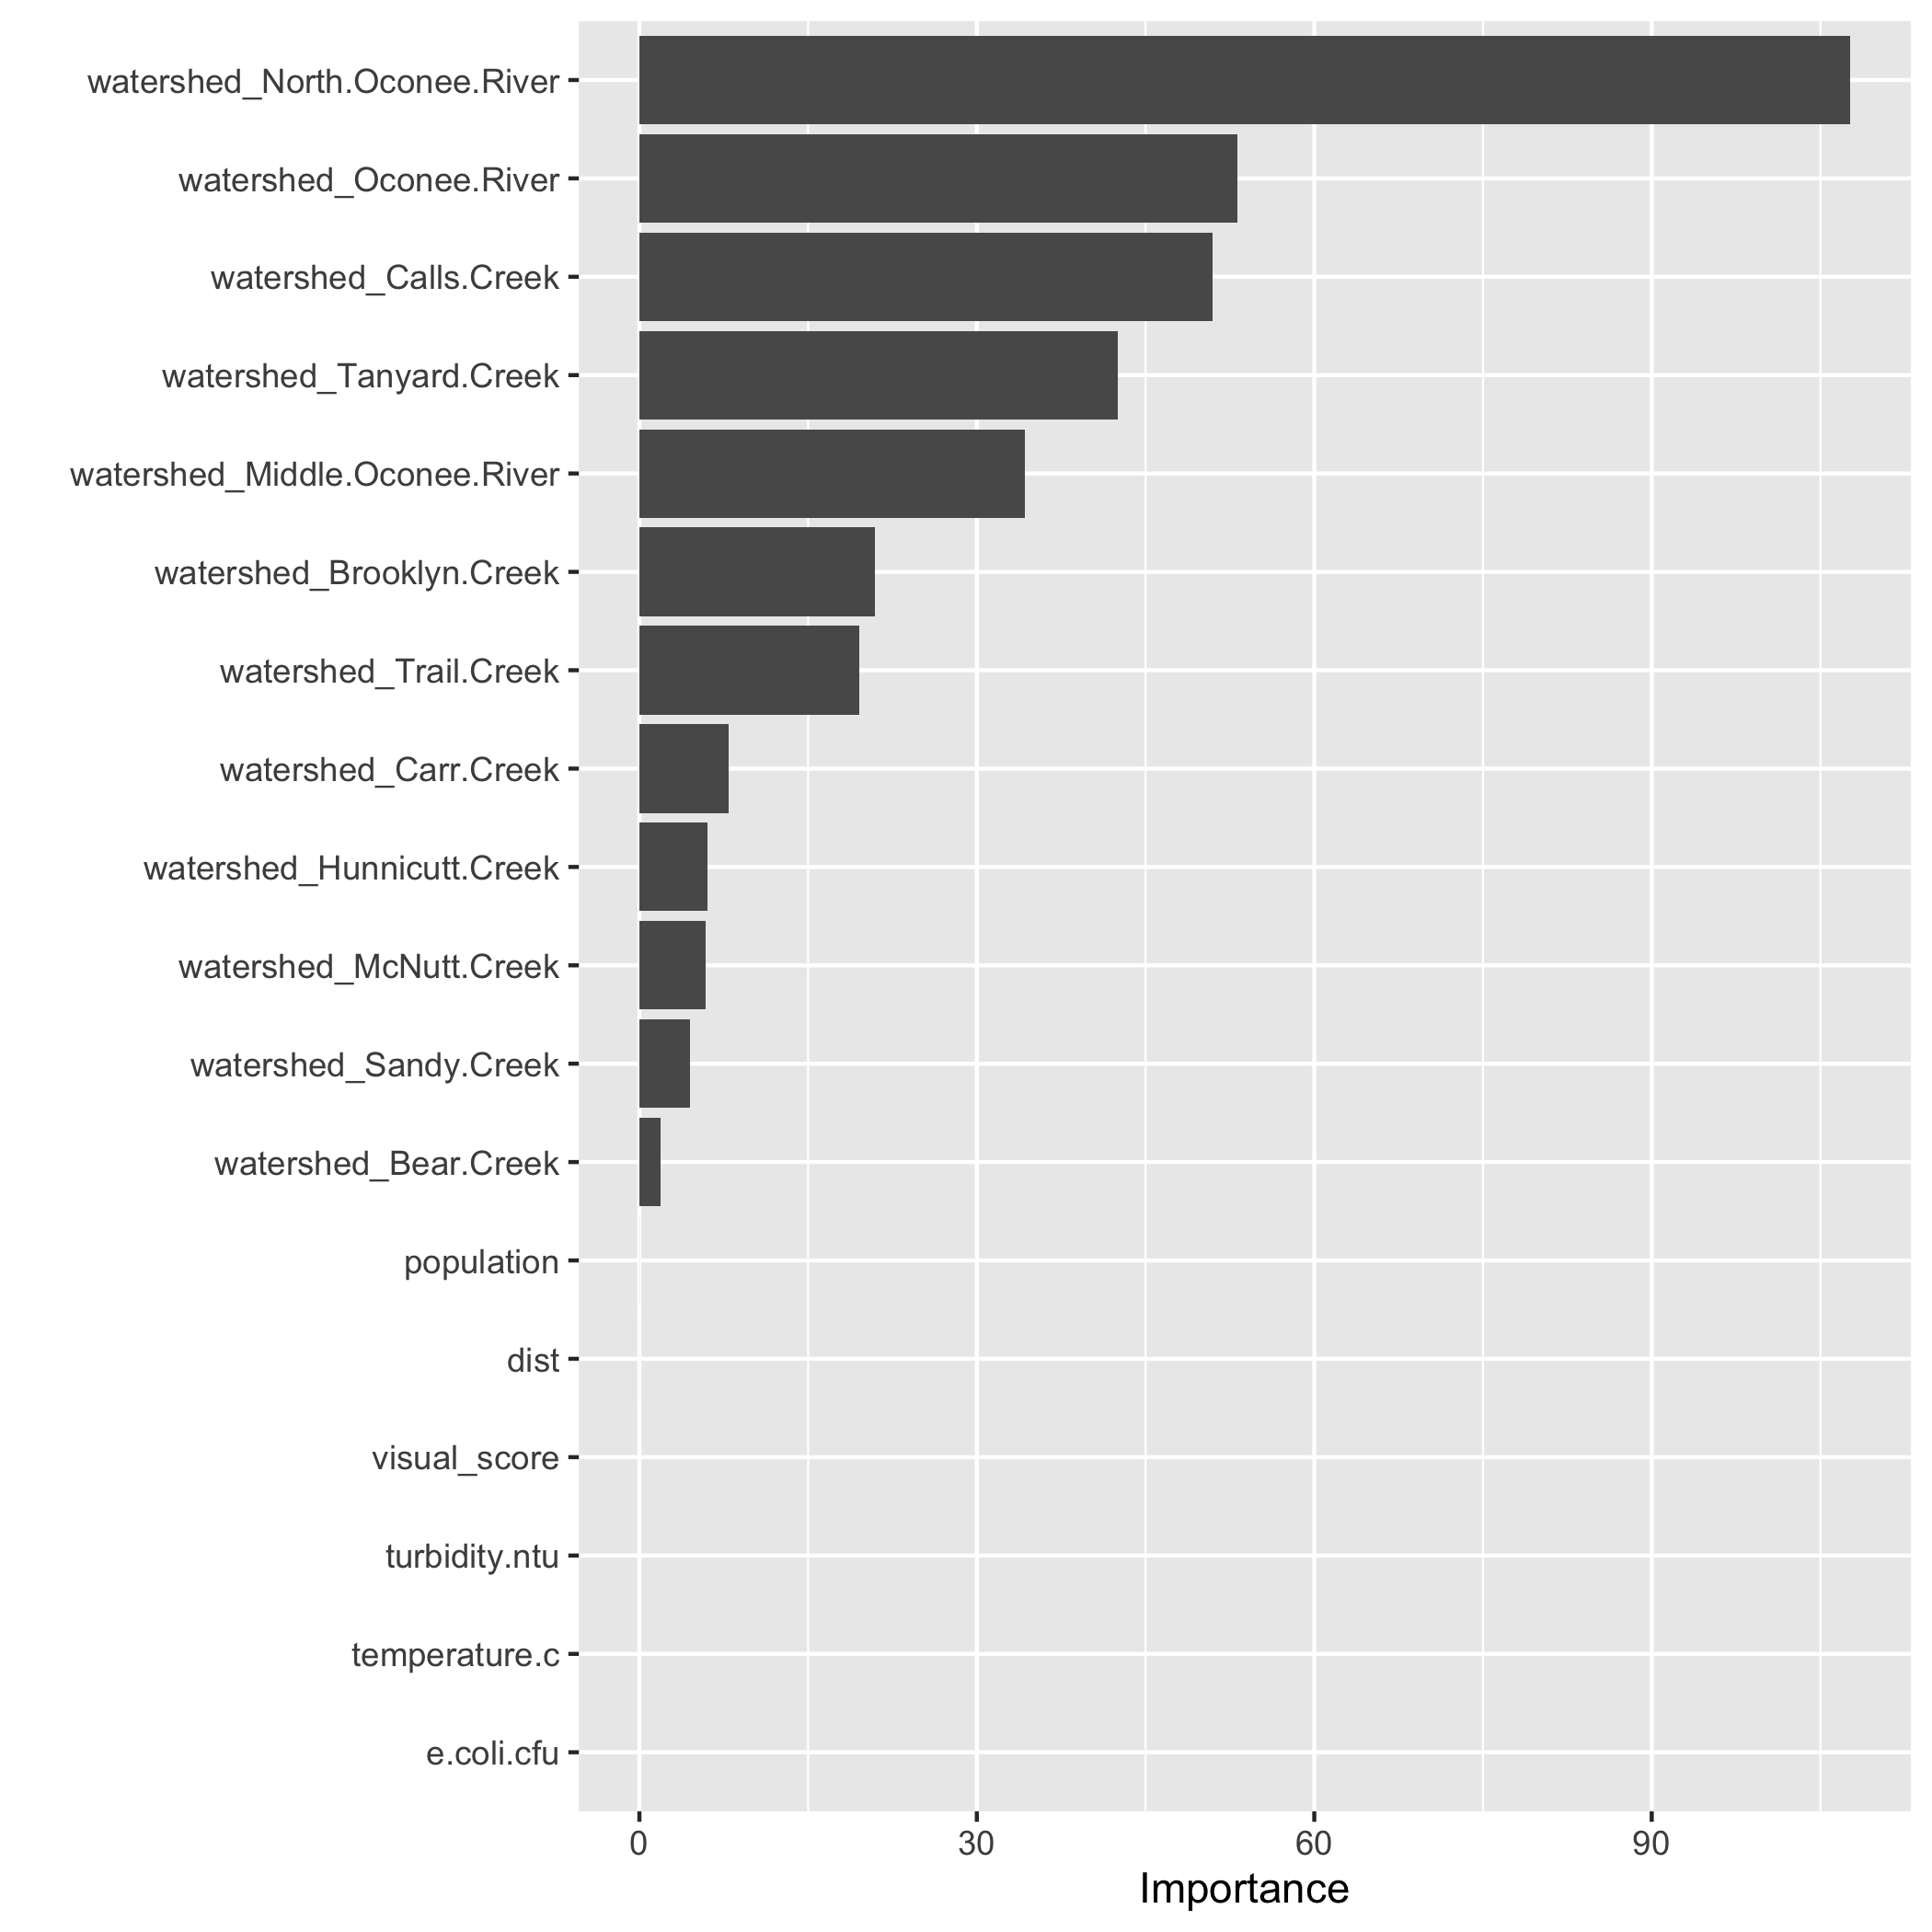 watershed_North.Oconee.River
watershed_Oconee.River
watershed_Calls.Creek
watershed_Tanyard.Creek
watershed_Middle.Oconee.River
watershed_Brooklyn.Creek
watershed_Trail.Creek
watershed_Carr.Creek
watershed_Hunnicutt.Creek
watershed_McNutt.Creek
watershed_Sandy.Creek
watershed_Bear.Creek
population
dist
visual_score
turbidity.ntu
temperature.c
e.coli.cfu
0 30 60 90
Importance